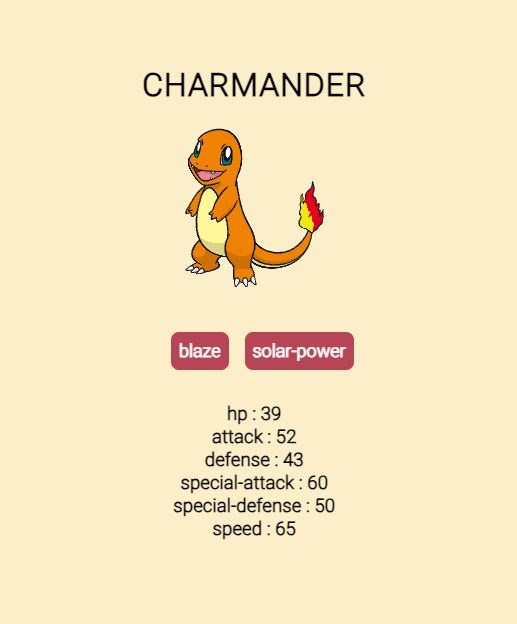 CHARMANDER
blaze solar-power
hp : 39
attack : 52
defense : 43
special-attack : 60
special-defense : 50
speed : 65